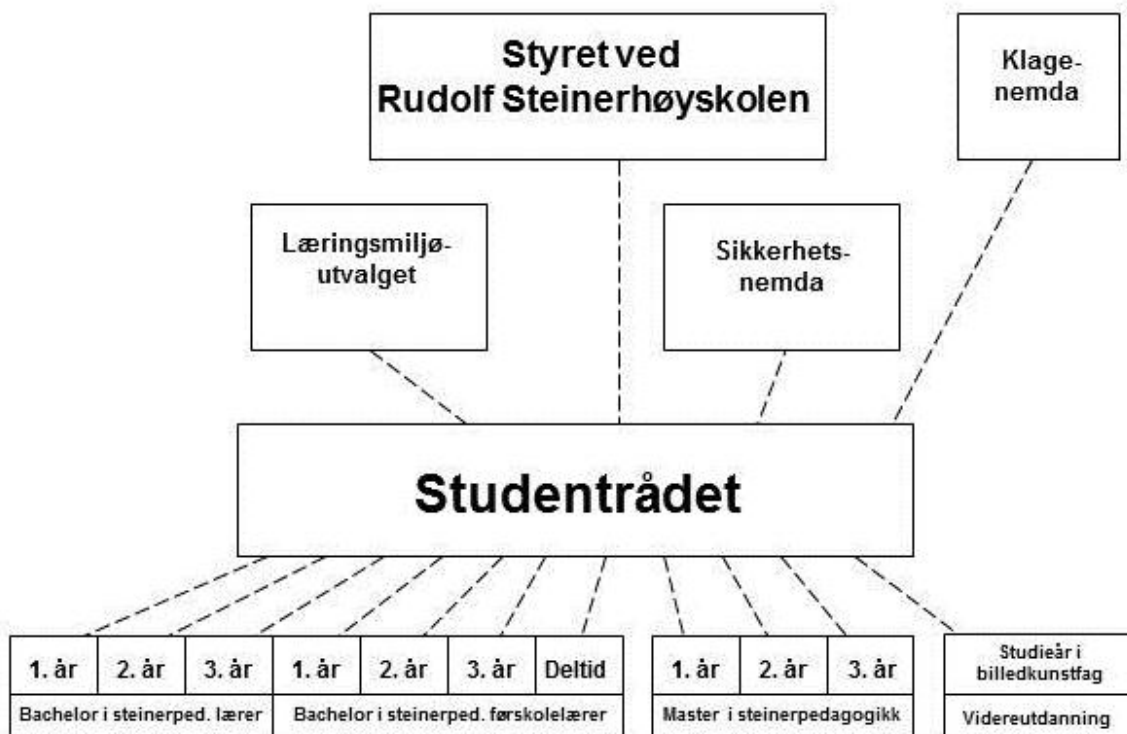 Styret ved
Rudolf Steinerhøyskolen
Klage-
nemda
Læringsmiljø-
utvalget
Sikkerhets-
nemda
Studentrådet
1. år 2. år 3. år 1. år 2. år 3. år Deltid
Bachelor i steinerped. lærer Bachelor i steinerped. førskolelærer
1. år 2. år 3. år
Master i steinerpedagogikk
Studieår i
billedkunstfag
Videreutdanning